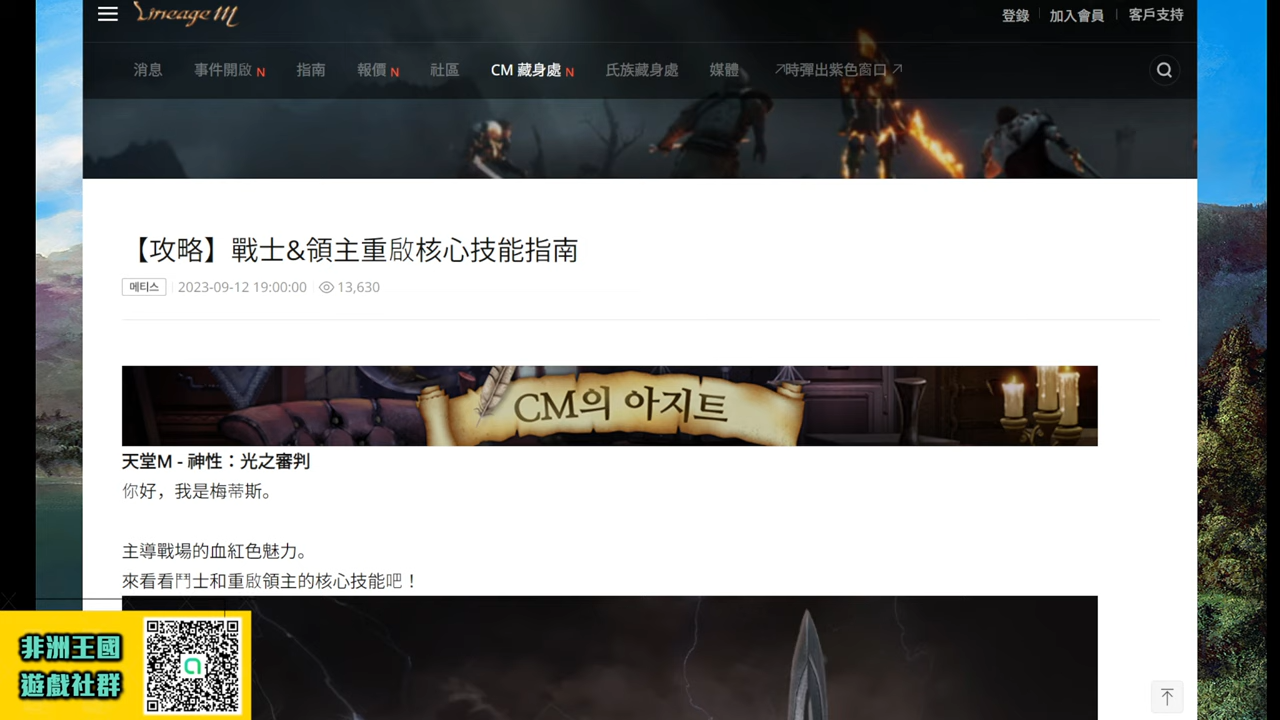 Lineage M
登錄
加入會員
客戶支持
消息
事件開啟 N
指南
報價 N
社區
CM 藏身處 N
氏族藏身處
媒體
↗時彈出紫色窗口 ↗
【攻略】戰士&領主重啟核心技能指南
메티스
2023-09-12 19:00:00
13,630
CM의 아지트
天堂M - 神性：光之審判
你好，我是梅蒂斯。
主導戰場的血紅色魅力。
來看看鬥士和重啟領主的核心技能吧！
非洲王國
遊戲社群